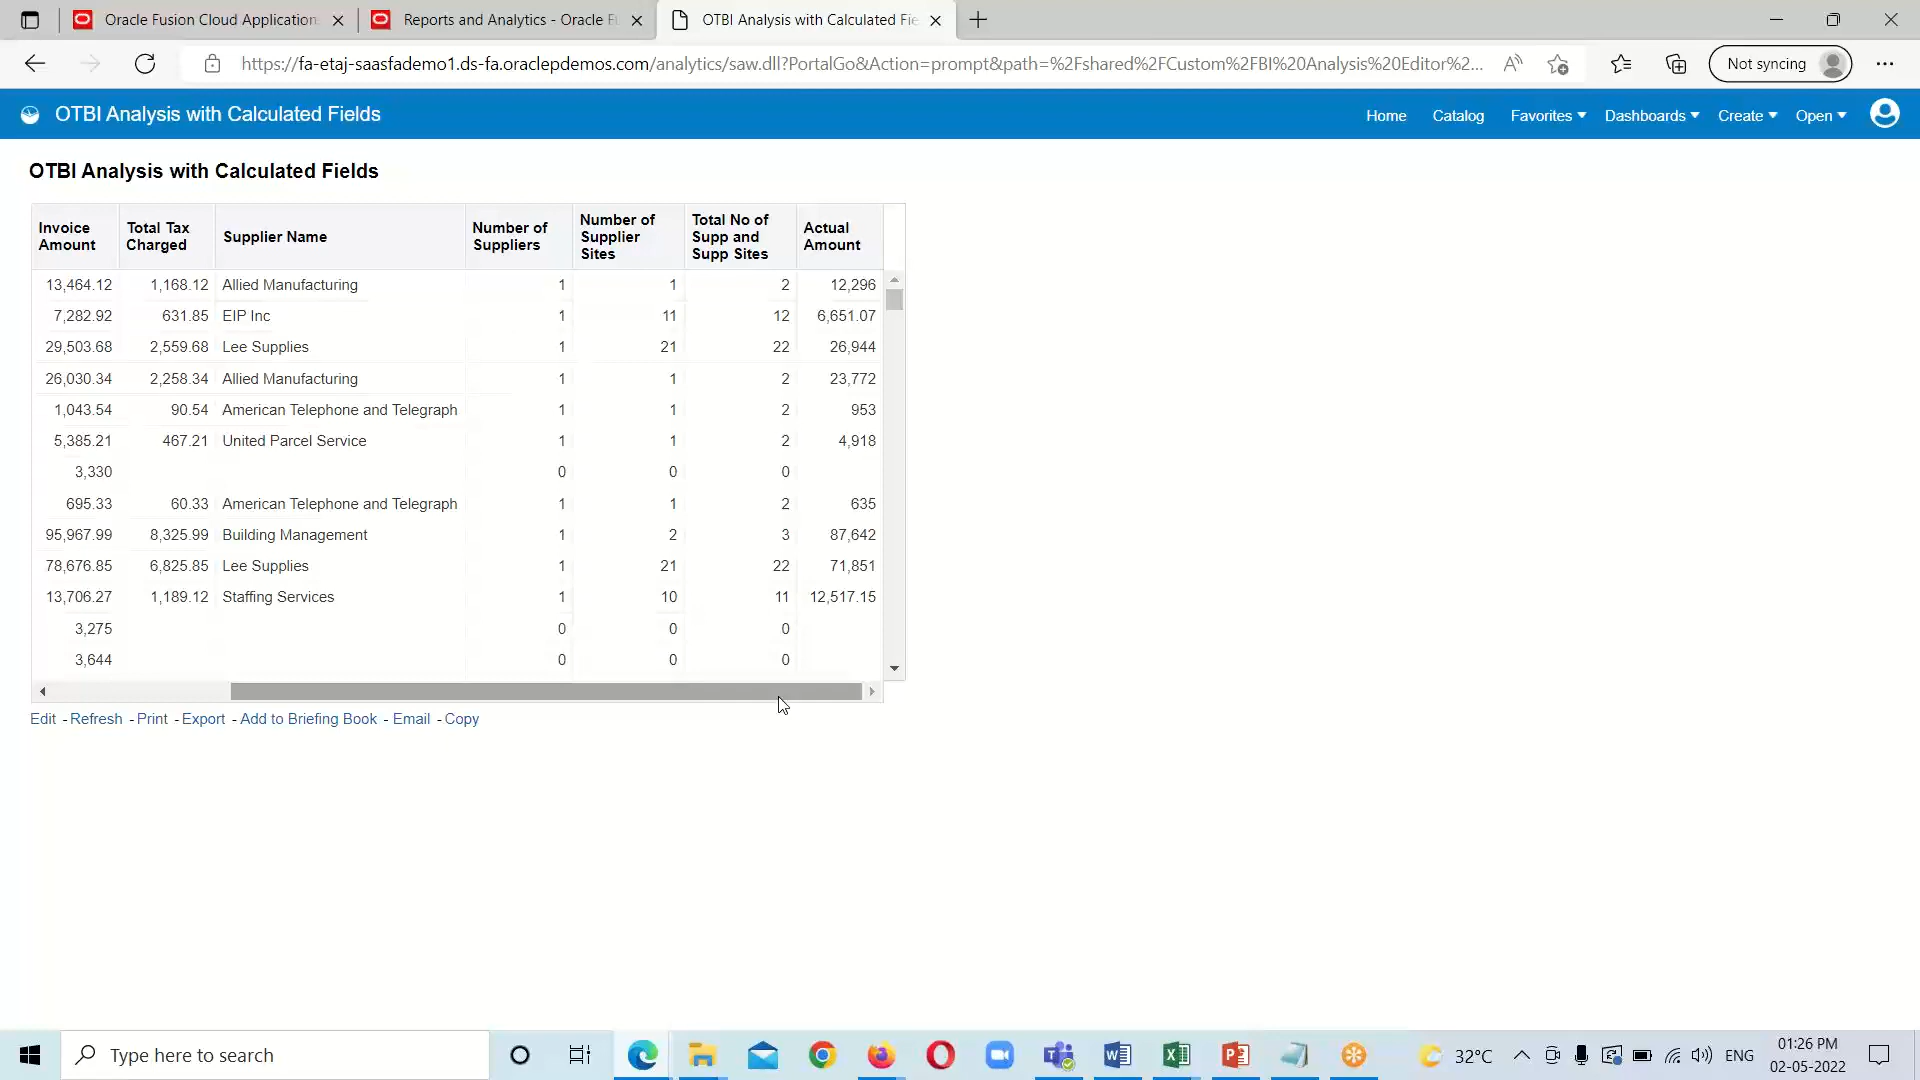 Oracle Fusion Cloud Application
Reports and Analytics - Oracle Fu
OTBI Analysis with Calculated Fie
https://fa-etaj-saasfademo1.ds-fa.oraclepdemos.com/analytics/saw.dll?PortalGo&Action=prompt&path=%2Fshared%2FCustom%2FBI%20Analysis%20Editor%2...
Not syncing
OTBI Analysis with Calculated Fields
Home Catalog Favorites Dashboards Create Open
OTBI Analysis with Calculated Fields
Invoice Amount Total Tax Charged Supplier Name Number of Suppliers Number of Supplier Sites Total No of Supp and Supp Sites Actual Amount
13,464.12 1,168.12 Allied Manufacturing 1 1 2 12,296
7,282.92 631.85 EIP Inc 1 11 12 6,651.07
29,503.68 2,559.68 Lee Supplies 1 21 22 26,944
26,030.34 2,258.34 Allied Manufacturing 1 1 2 23,772
1,043.54 90.54 American Telephone and Telegraph 1 1 2 953
5,385.21 467.21 United Parcel Service 1 1 2 4,918
3,330 0 0 0
695.33 60.33 American Telephone and Telegraph 1 1 2 635
95,967.99 8,325.99 Building Management 1 2 3 87,642
78,676.85 6,825.85 Lee Supplies 1 21 22 71,851
13,706.27 1,189.12 Staffing Services 1 10 11 12,517.15
3,275 0 0 0
3,644 0 0 0
Edit - Refresh - Print - Export - Add to Briefing Book - Email - Copy
Type here to search
32°C
ENG
01:26 PM
02-05-2022